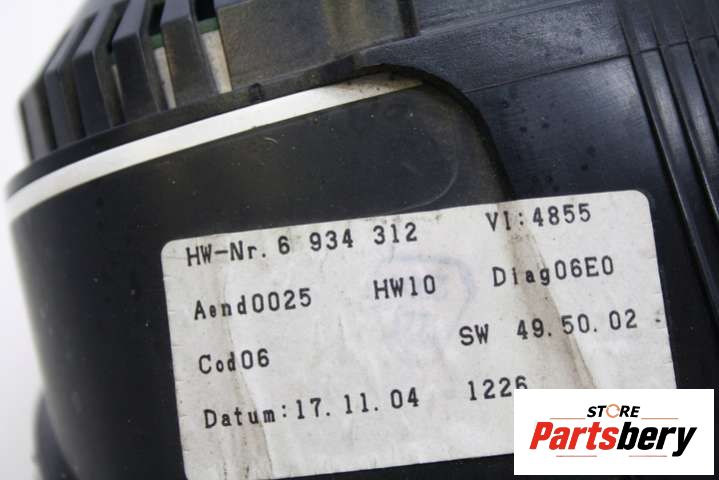 HW-Nr. 6 934 312 VI:4855
Aend0025 HW10 Diag06E0
Cod06 SW 49.50.02
Datum:17.11.04 1226
STORE
Partsbery